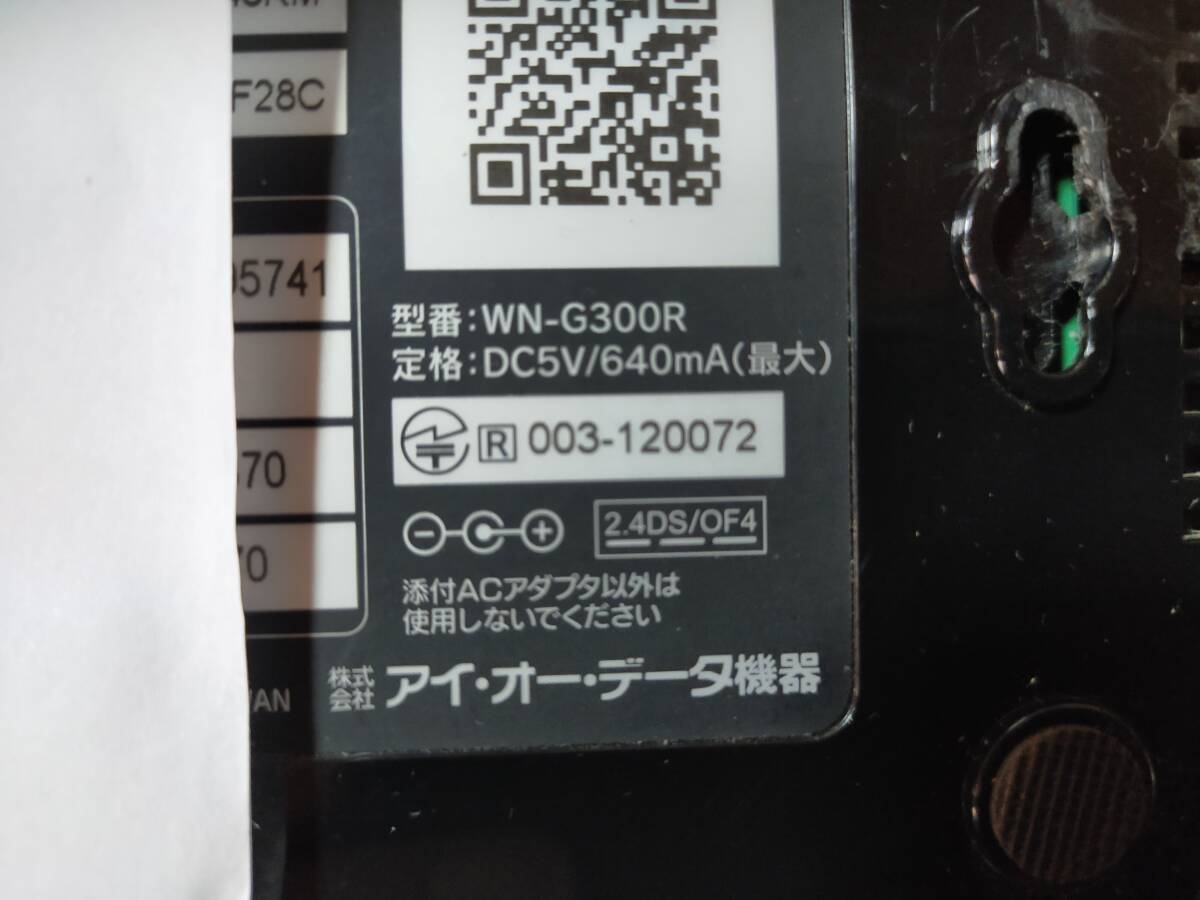 F28C
05741
型番:WN-G300R
定格:DC5V/640mA(最大)
R 003-120072
70
2.4DS/OF4
70
添付ACアダプタ以外は
使用しないでください
株式会社 アイ・オー・データ機器